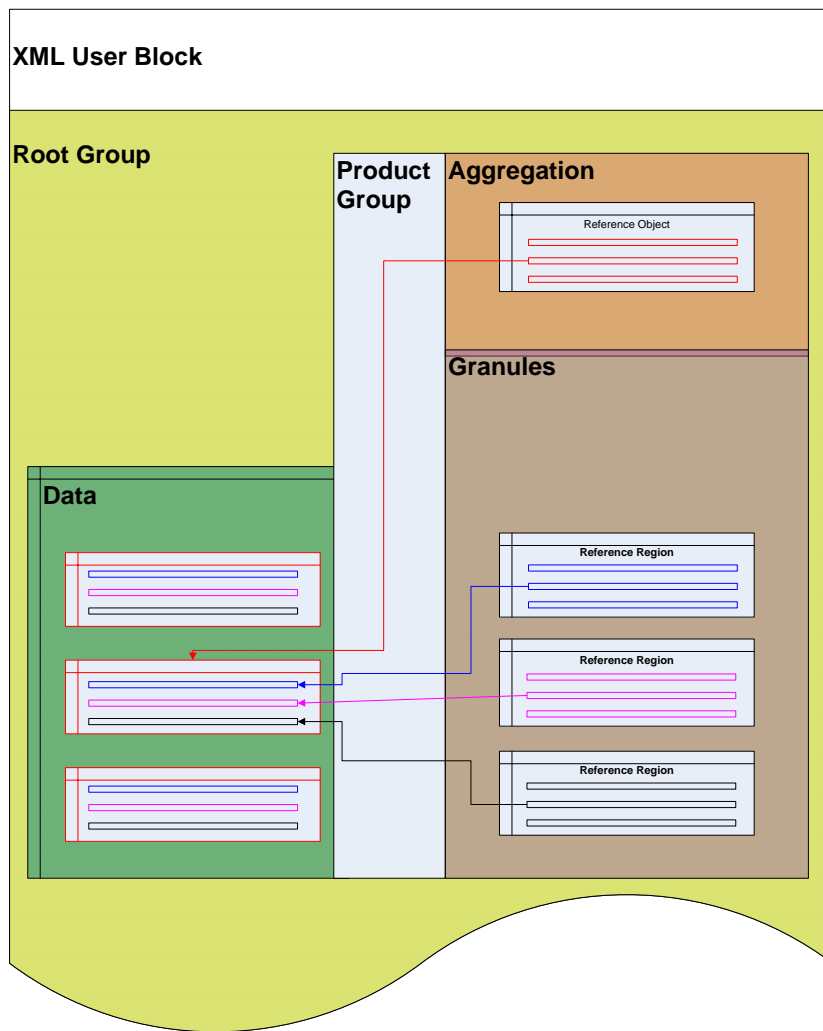 XML User Block
Root Group
Product
Group
Aggregation
Reference Object
Granules
Data
Reference Region
Reference Region
Reference Region